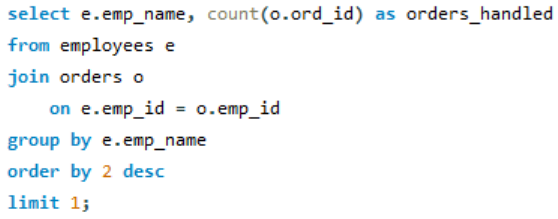 select e.emp_name, count(o.ord_id) as orders_handled
from employees e
join orders o
    on e.emp_id = o.emp_id
group by e.emp_name
order by 2 desc
limit 1;